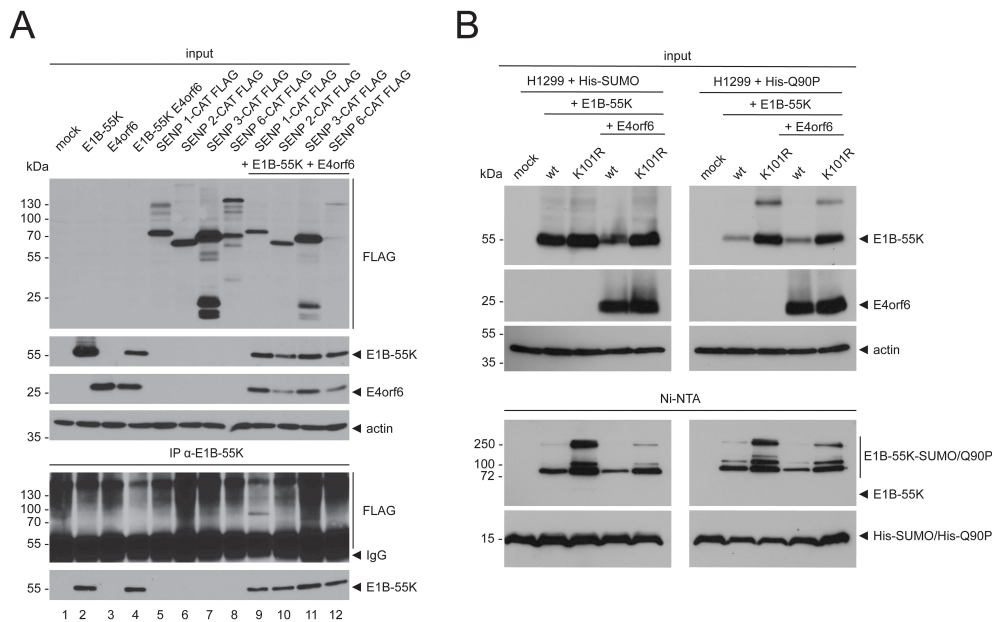 A
input
mock
E1B-55K
E4orf6
E1B-55K E4orf6
SENP 1-CAT FLAG
SENP 2-CAT FLAG
SENP 3-CAT FLAG
SENP 6-CAT FLAG
SENP 1-CAT FLAG
SENP 2-CAT FLAG
SENP 3-CAT FLAG
SENP 6-CAT FLAG
+ E1B-55K + E4orf6
kDa
130 -
100 -
70 -
55 -
25 -
FLAG
55 -
E1B-55K
25 -
E4orf6
actin
35 -
IP α-E1B-55K
130 -
100 -
70 -
55 -
FLAG
IgG
55 -
E1B-55K
1 2 3 4 5 6 7 8 9 10 11 12
B
input
H1299 + His-SUMO
H1299 + His-Q90P
+ E1B-55K
+ E1B-55K
+ E4orf6
+ E4orf6
kDa
mock
wt
K101R
wt
K101R
mock
wt
K101R
wt
K101R
55 -
E1B-55K
25 -
E4orf6
55 -
35 -
actin
Ni-NTA
250 -
100 -
72 -
E1B-55K-SUMO/Q90P
E1B-55K
15 -
His-SUMO/His-Q90P